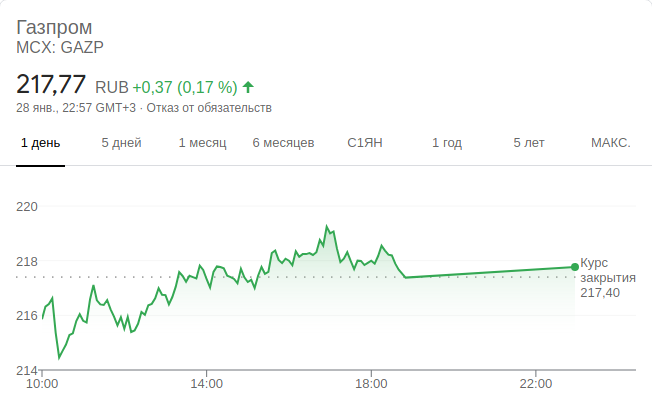 Газпром
MCX: GAZP
217,77 RUB +0,37 (0,17 %)
28 янв., 22:57 GMT+3 · Отказ от обязательств
1 день 5 дней 1 месяц 6 месяцев С1ЯН 1 год 5 лет МАКС.
220
218
216
214
Курс
закрытия
217,40
10:00 14:00 18:00 22:00